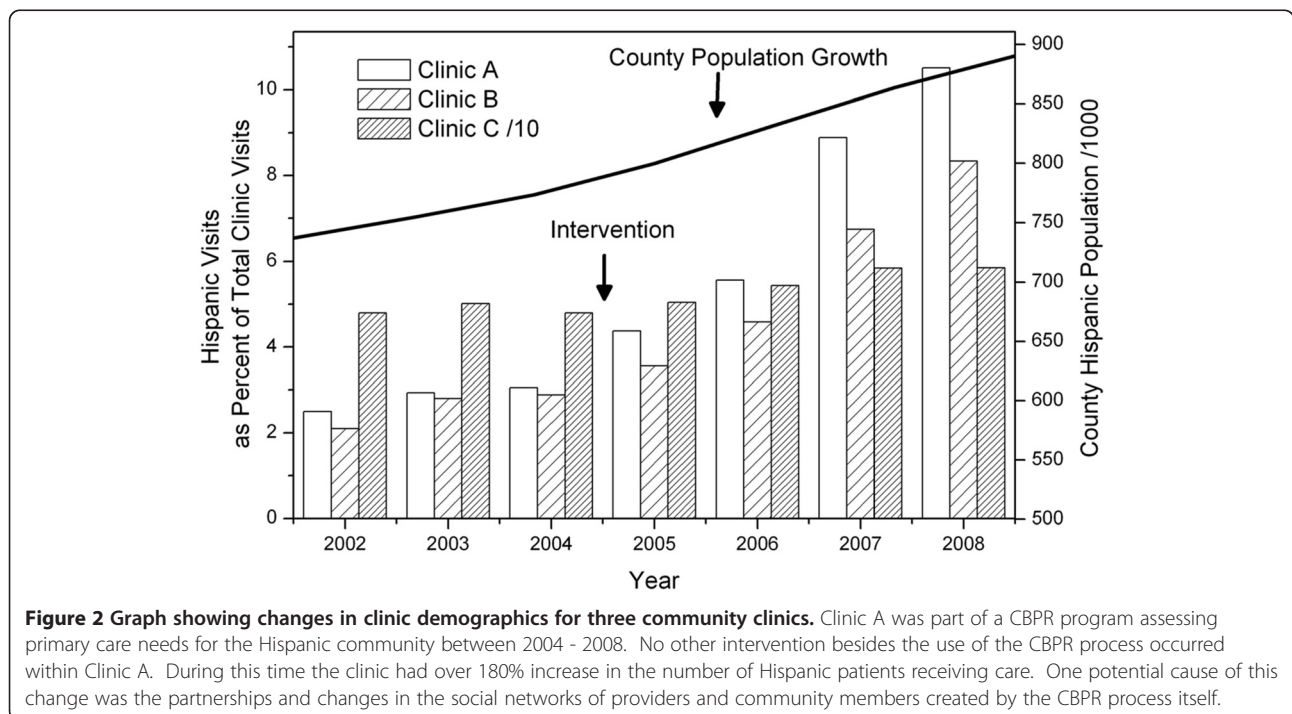 Clinic A
Clinic B
Clinic C /10
County Population Growth
Intervention
Hispanic Visits
as Percent of Total Clinic Visits
10
8
6
4
2
0
County Hispanic Population /1000
900
850
800
750
700
650
600
550
500
2002 2003 2004 2005 2006 2007 2008
Year
Figure 2 Graph showing changes in clinic demographics for three community clinics. Clinic A was part of a CBPR program assessing
primary care needs for the Hispanic community between 2004 - 2008. No other intervention besides the use of the CBPR process occurred
within Clinic A. During this time the clinic had over 180% increase in the number of Hispanic patients receiving care. One potential cause of this
change was the partnerships and changes in the social networks of providers and community members created by the CBPR process itself.